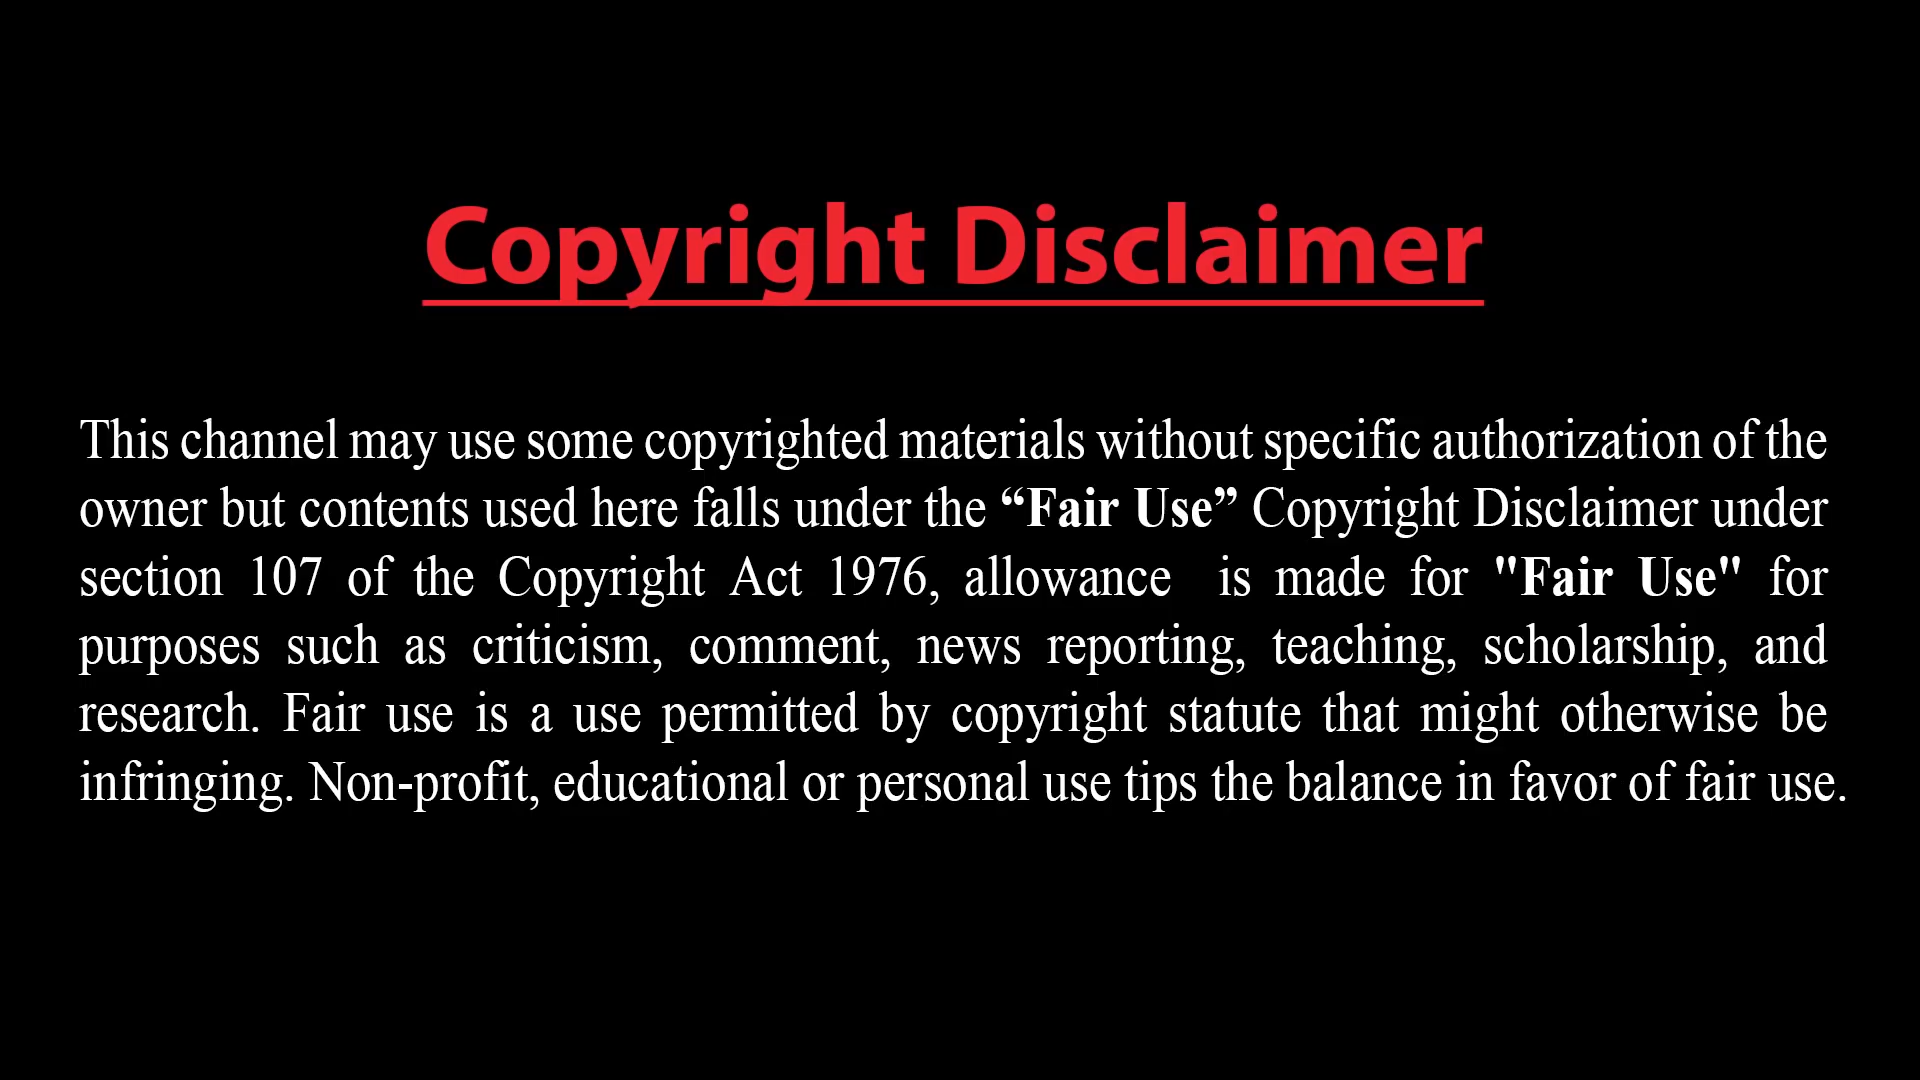 Copyright Disclaimer
This channel may use some copyrighted materials without specific authorization of the
owner but contents used here falls under the “Fair Use” Copyright Disclaimer under
section 107 of the Copyright Act 1976, allowance  is made for "Fair Use" for
purposes such as criticism, comment, news reporting, teaching, scholarship, and
research. Fair use is a use permitted by copyright statute that might otherwise be
infringing. Non-profit, educational or personal use tips the balance in favor of fair use.